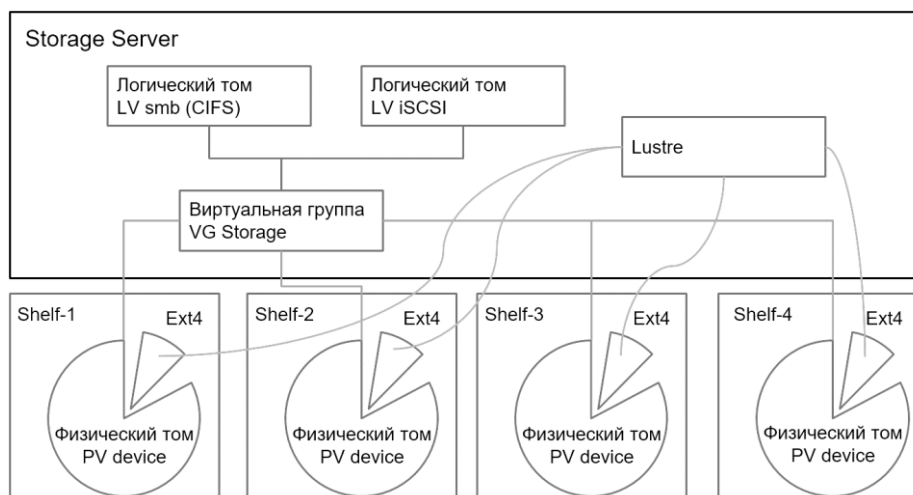 Storage Server
Логический том
LV smb (CIFS)
Логический том
LV iSCSI
Lustre
Виртуальная группа
VG Storage
Shelf-1
Ext4
Физический том
PV device
Shelf-2
Ext4
Физический том
PV device
Shelf-3
Ext4
Физический том
PV device
Shelf-4
Ext4
Физический том
PV device